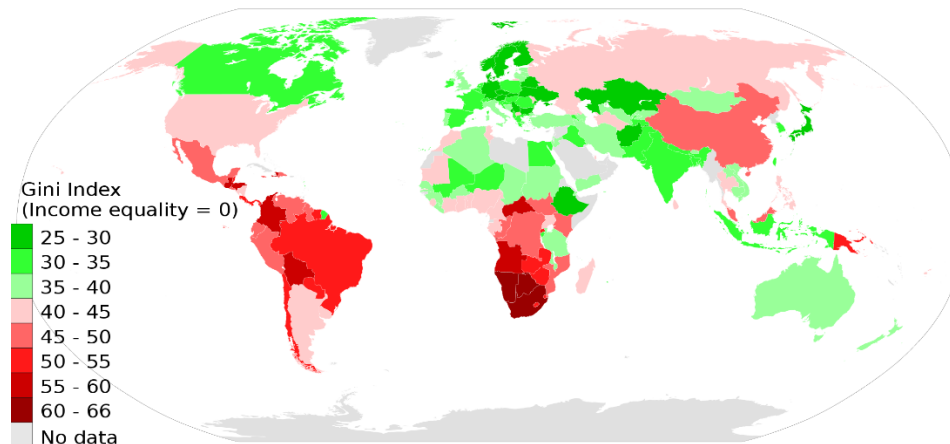 Gini Index
(Income equality = 0)
25 - 30
30 - 35
35 - 40
40 - 45
45 - 50
50 - 55
55 - 60
60 - 66
No data